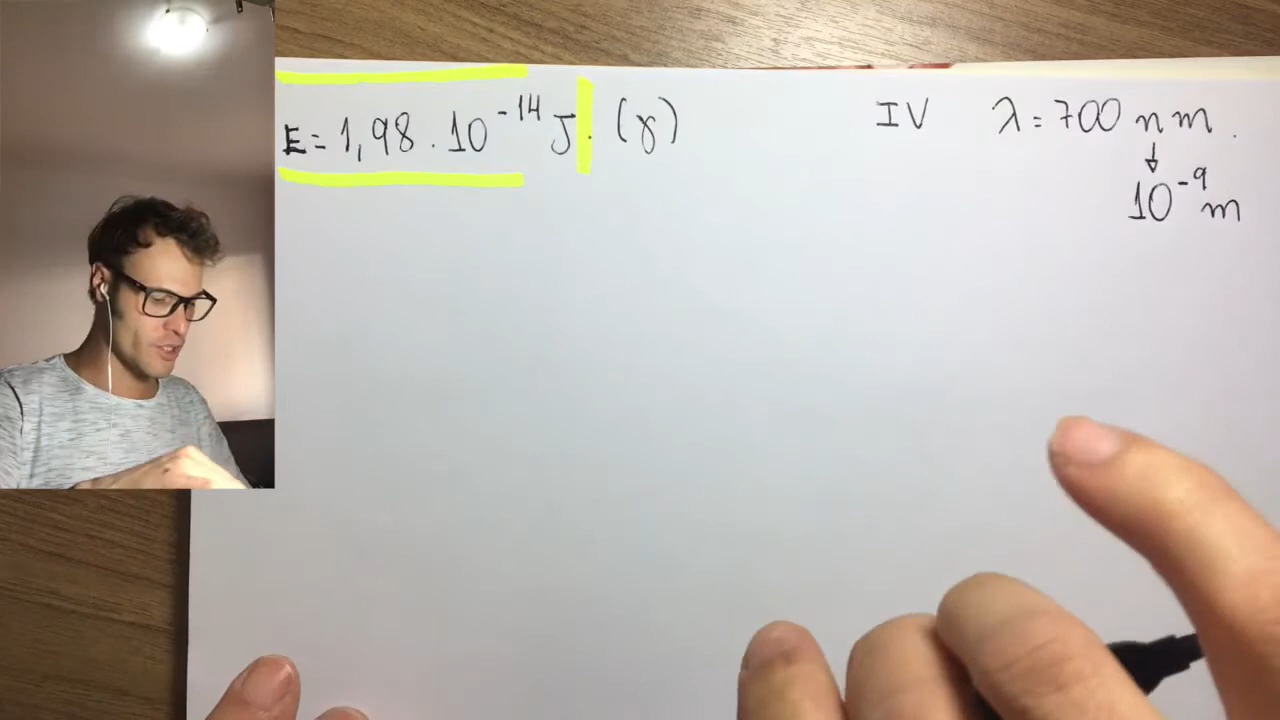 E = 1,98 . 10⁻¹⁴ J . (γ)
IV λ = 700 nm .
↓
10⁻⁹ m